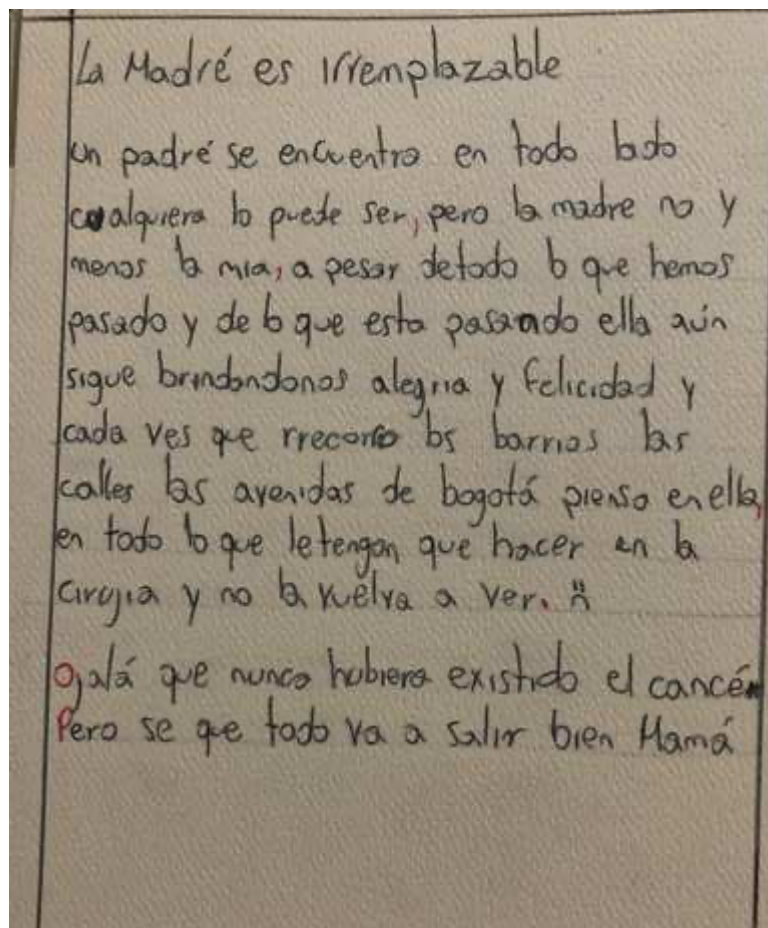 La Madré es irremplazable
un padré se encuentra en todo lado
cualquiera lo puede ser, pero la madre no y
menos la mia, a pesar detodo lo que hemos
pasado y de lo que esta pasando ella aún
sigue brindandonos alegria y felicidad y
cada ves que rrecorro los barrios las
calles las avenidas de bogotá pienso en ella,
en todo lo que letengan que hacer en la
cirujia y no la vuélva a ver. :(
Ojalá que nunca hubiera existido el cancér
Pero se que todo va a salir bien Mamá